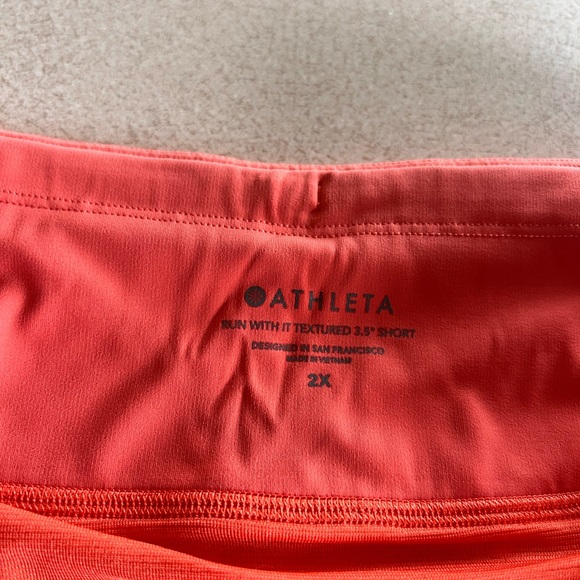 ATHLETA
RUN WITH IT TEXTURED 3.5" SHORT
DESIGNED IN SAN FRANCISCO
MADE IN VIETNAM
2X